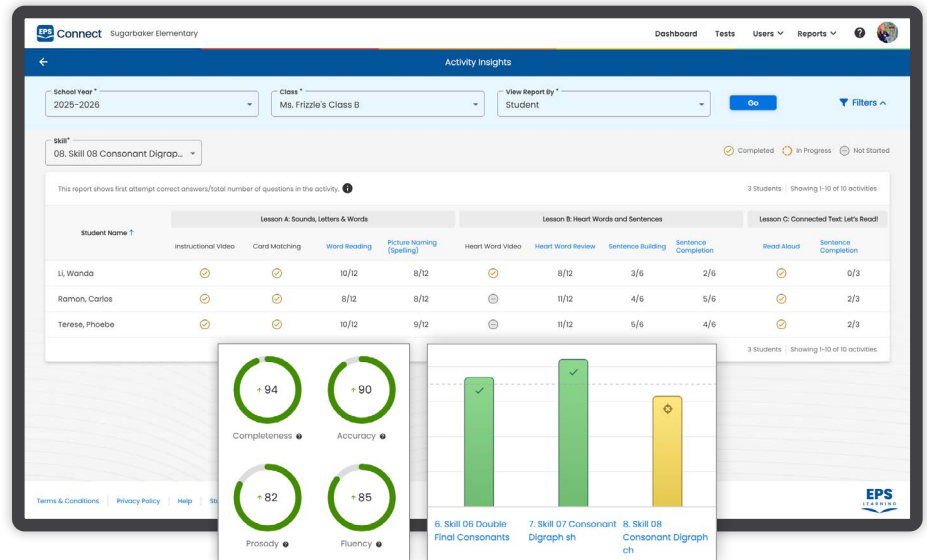 EPS Connect Sugarbaker Elementary
Dashboard Tests Users Reports ?
Activity Insights
School Year *
2025-2026
Class *
Ms. Frizzle's Class B
View Report By *
Student
Go
Filters
Skill*
08. Skill 08 Consonant Digrap...
Completed In Progress Not Started
This report shows first attempt correct answers/total number of questions in the activity. i
3 Students | Showing 1-10 of 10 activities
Student Name ↑
Lesson A: Sounds, Letters & Words
Lesson B: Heart Words and Sentences
Lesson C: Connected Text: Let's Read!
Instructional Video
Card Matching
Word Reading
Picture Naming
(Spelling)
Heart Word Video
Heart Word Review
Sentence Building
Sentence
Completion
Read Aloud
Sentence
Completion
Li, Wanda 10/12 8/12 8/12 3/6 2/6 0/3
Ramon, Carlos 8/12 8/12 11/12 4/6 5/6 2/3
Terese, Phoebe 10/12 9/12 11/12 5/6 4/6 2/3
3 Students | Showing 1-10 of 10 activities
94
Completeness ?
90
Accuracy ?
82
Prosody ?
85
Fluency ?
6. Skill 06 Double
Final Consonants
7. Skill 07 Consonant
Digraph sh
8. Skill 08
Consonant Digraph
ch
Terms & Conditions | Privacy Policy | Help
EPS
LEARNING